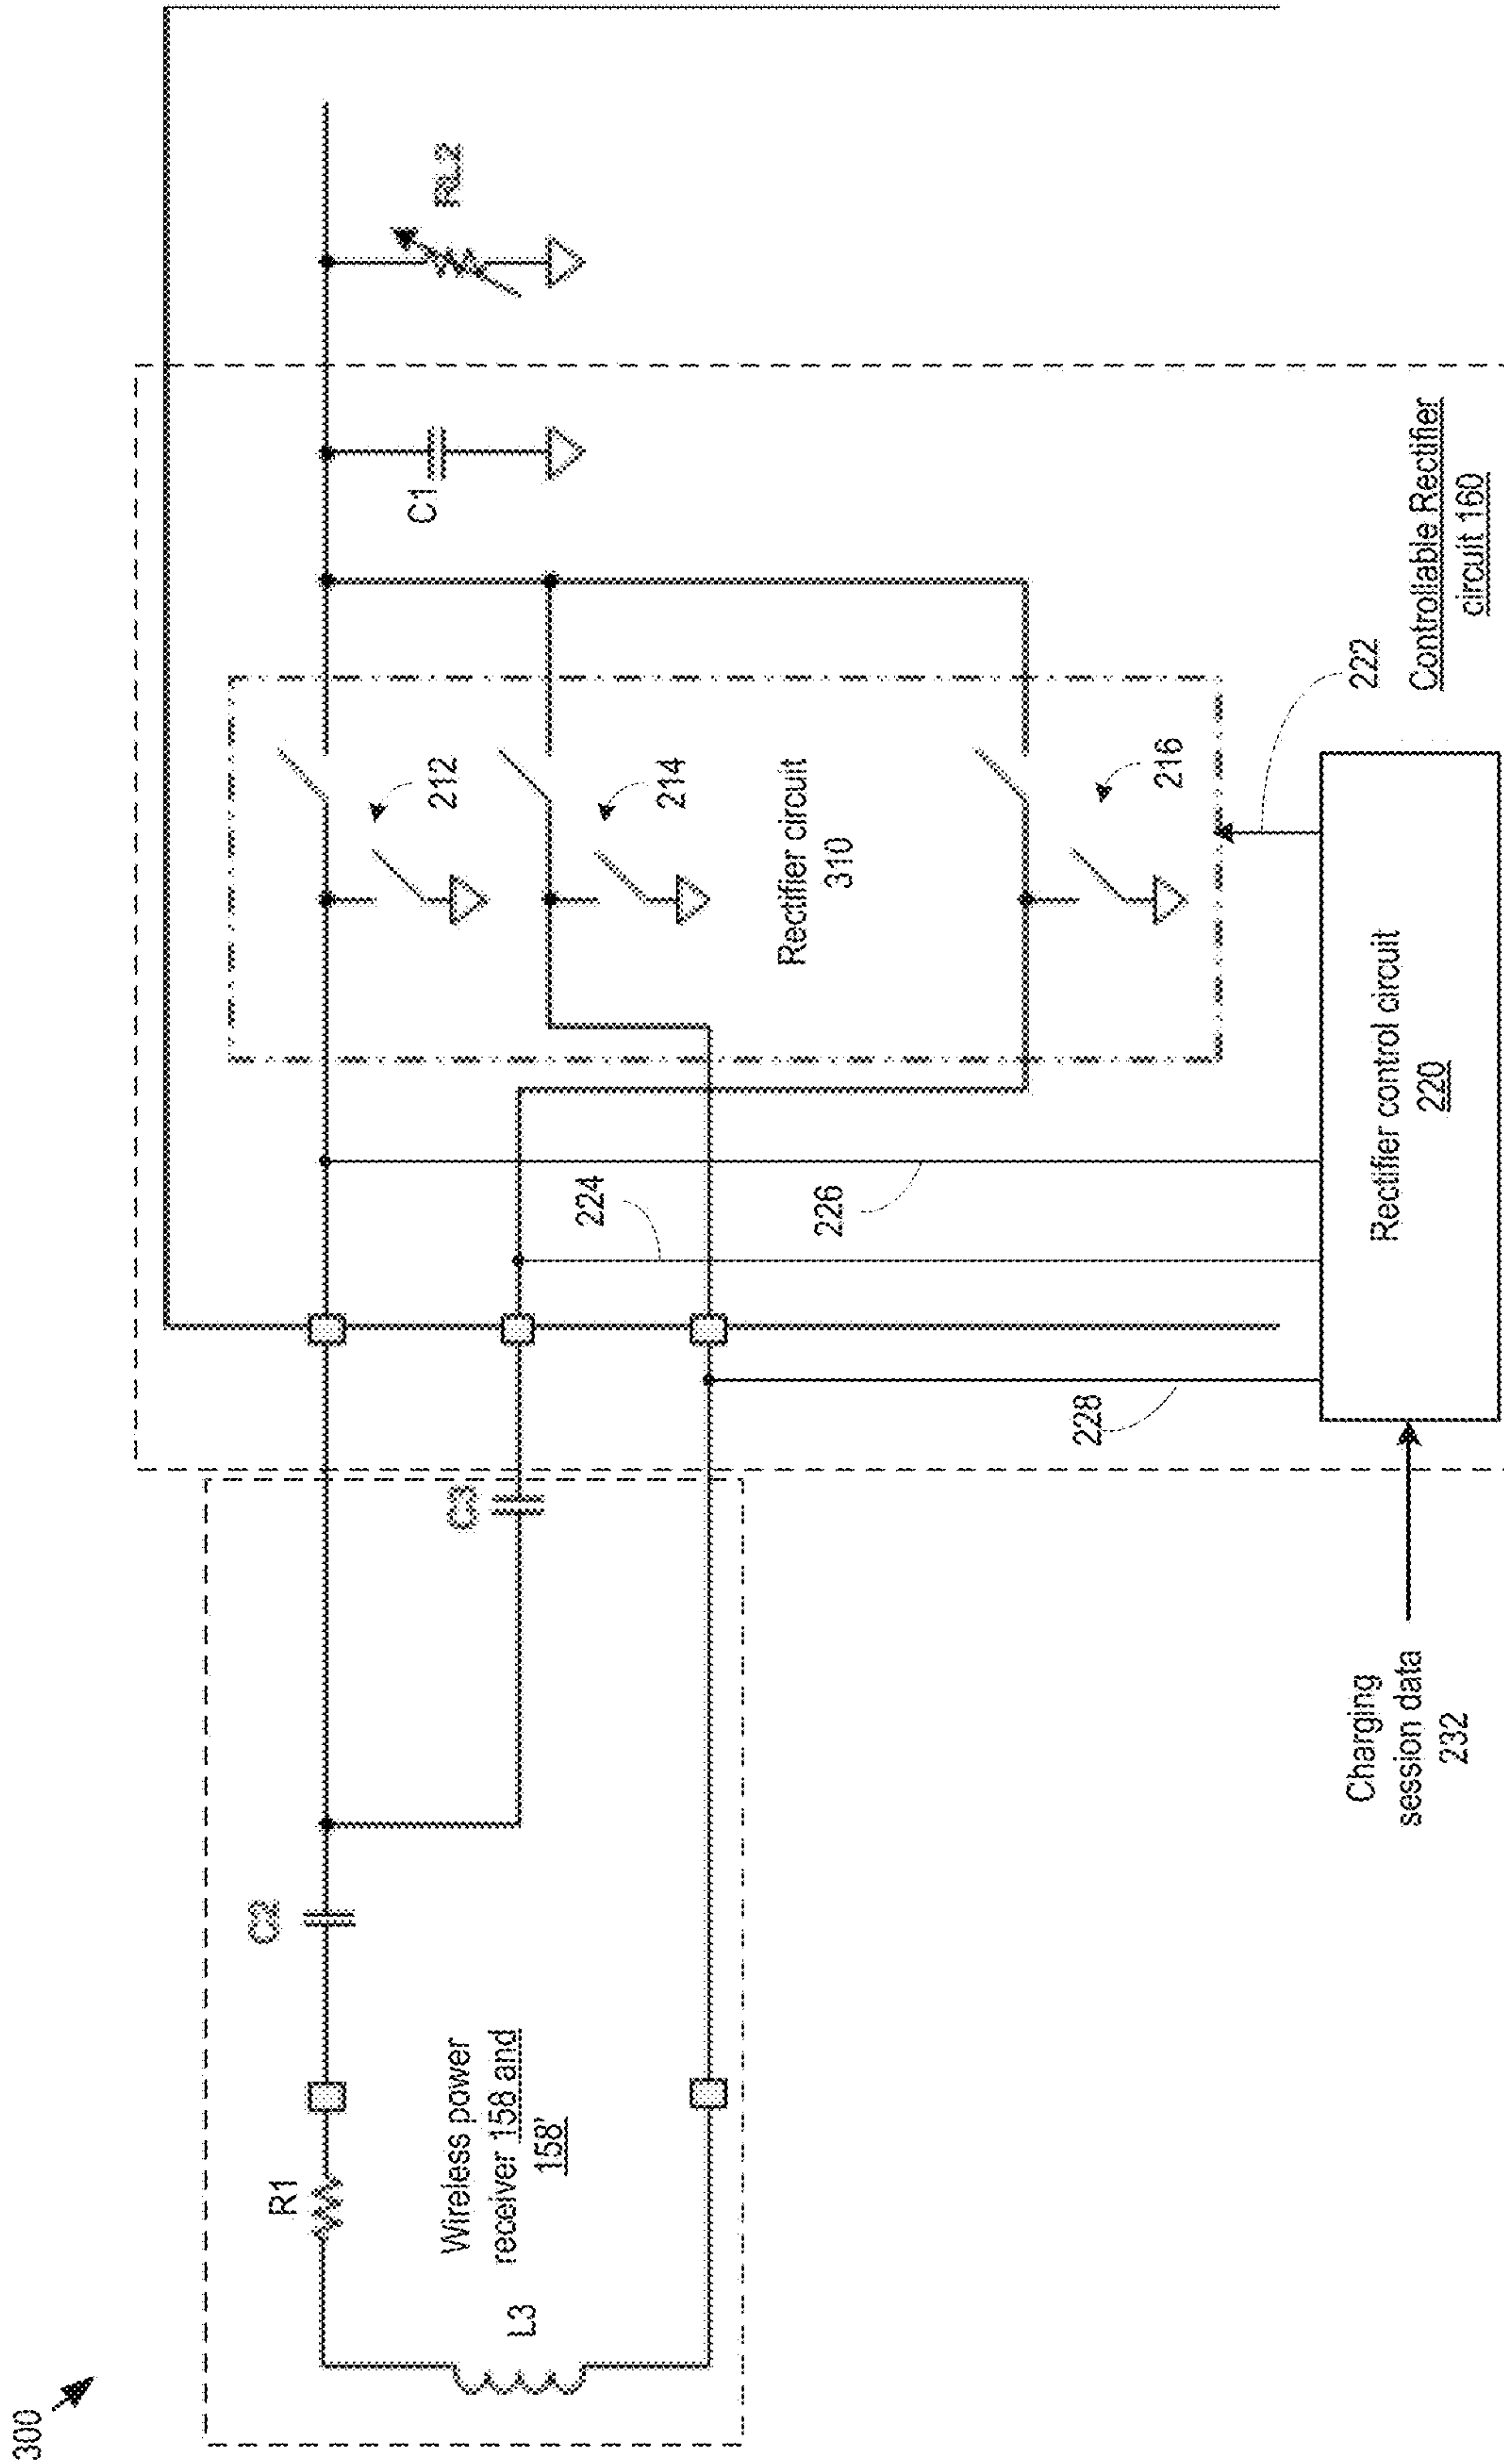 300
R1
C2
L3
Wireless power
receiver 158 and
158'
C3
Charging
session data
232
228
224
226
Rectifier control circuit
220
222
212
214
216
Rectifier circuit
310
C1
RL2
Controllable Rectifier
circuit 160